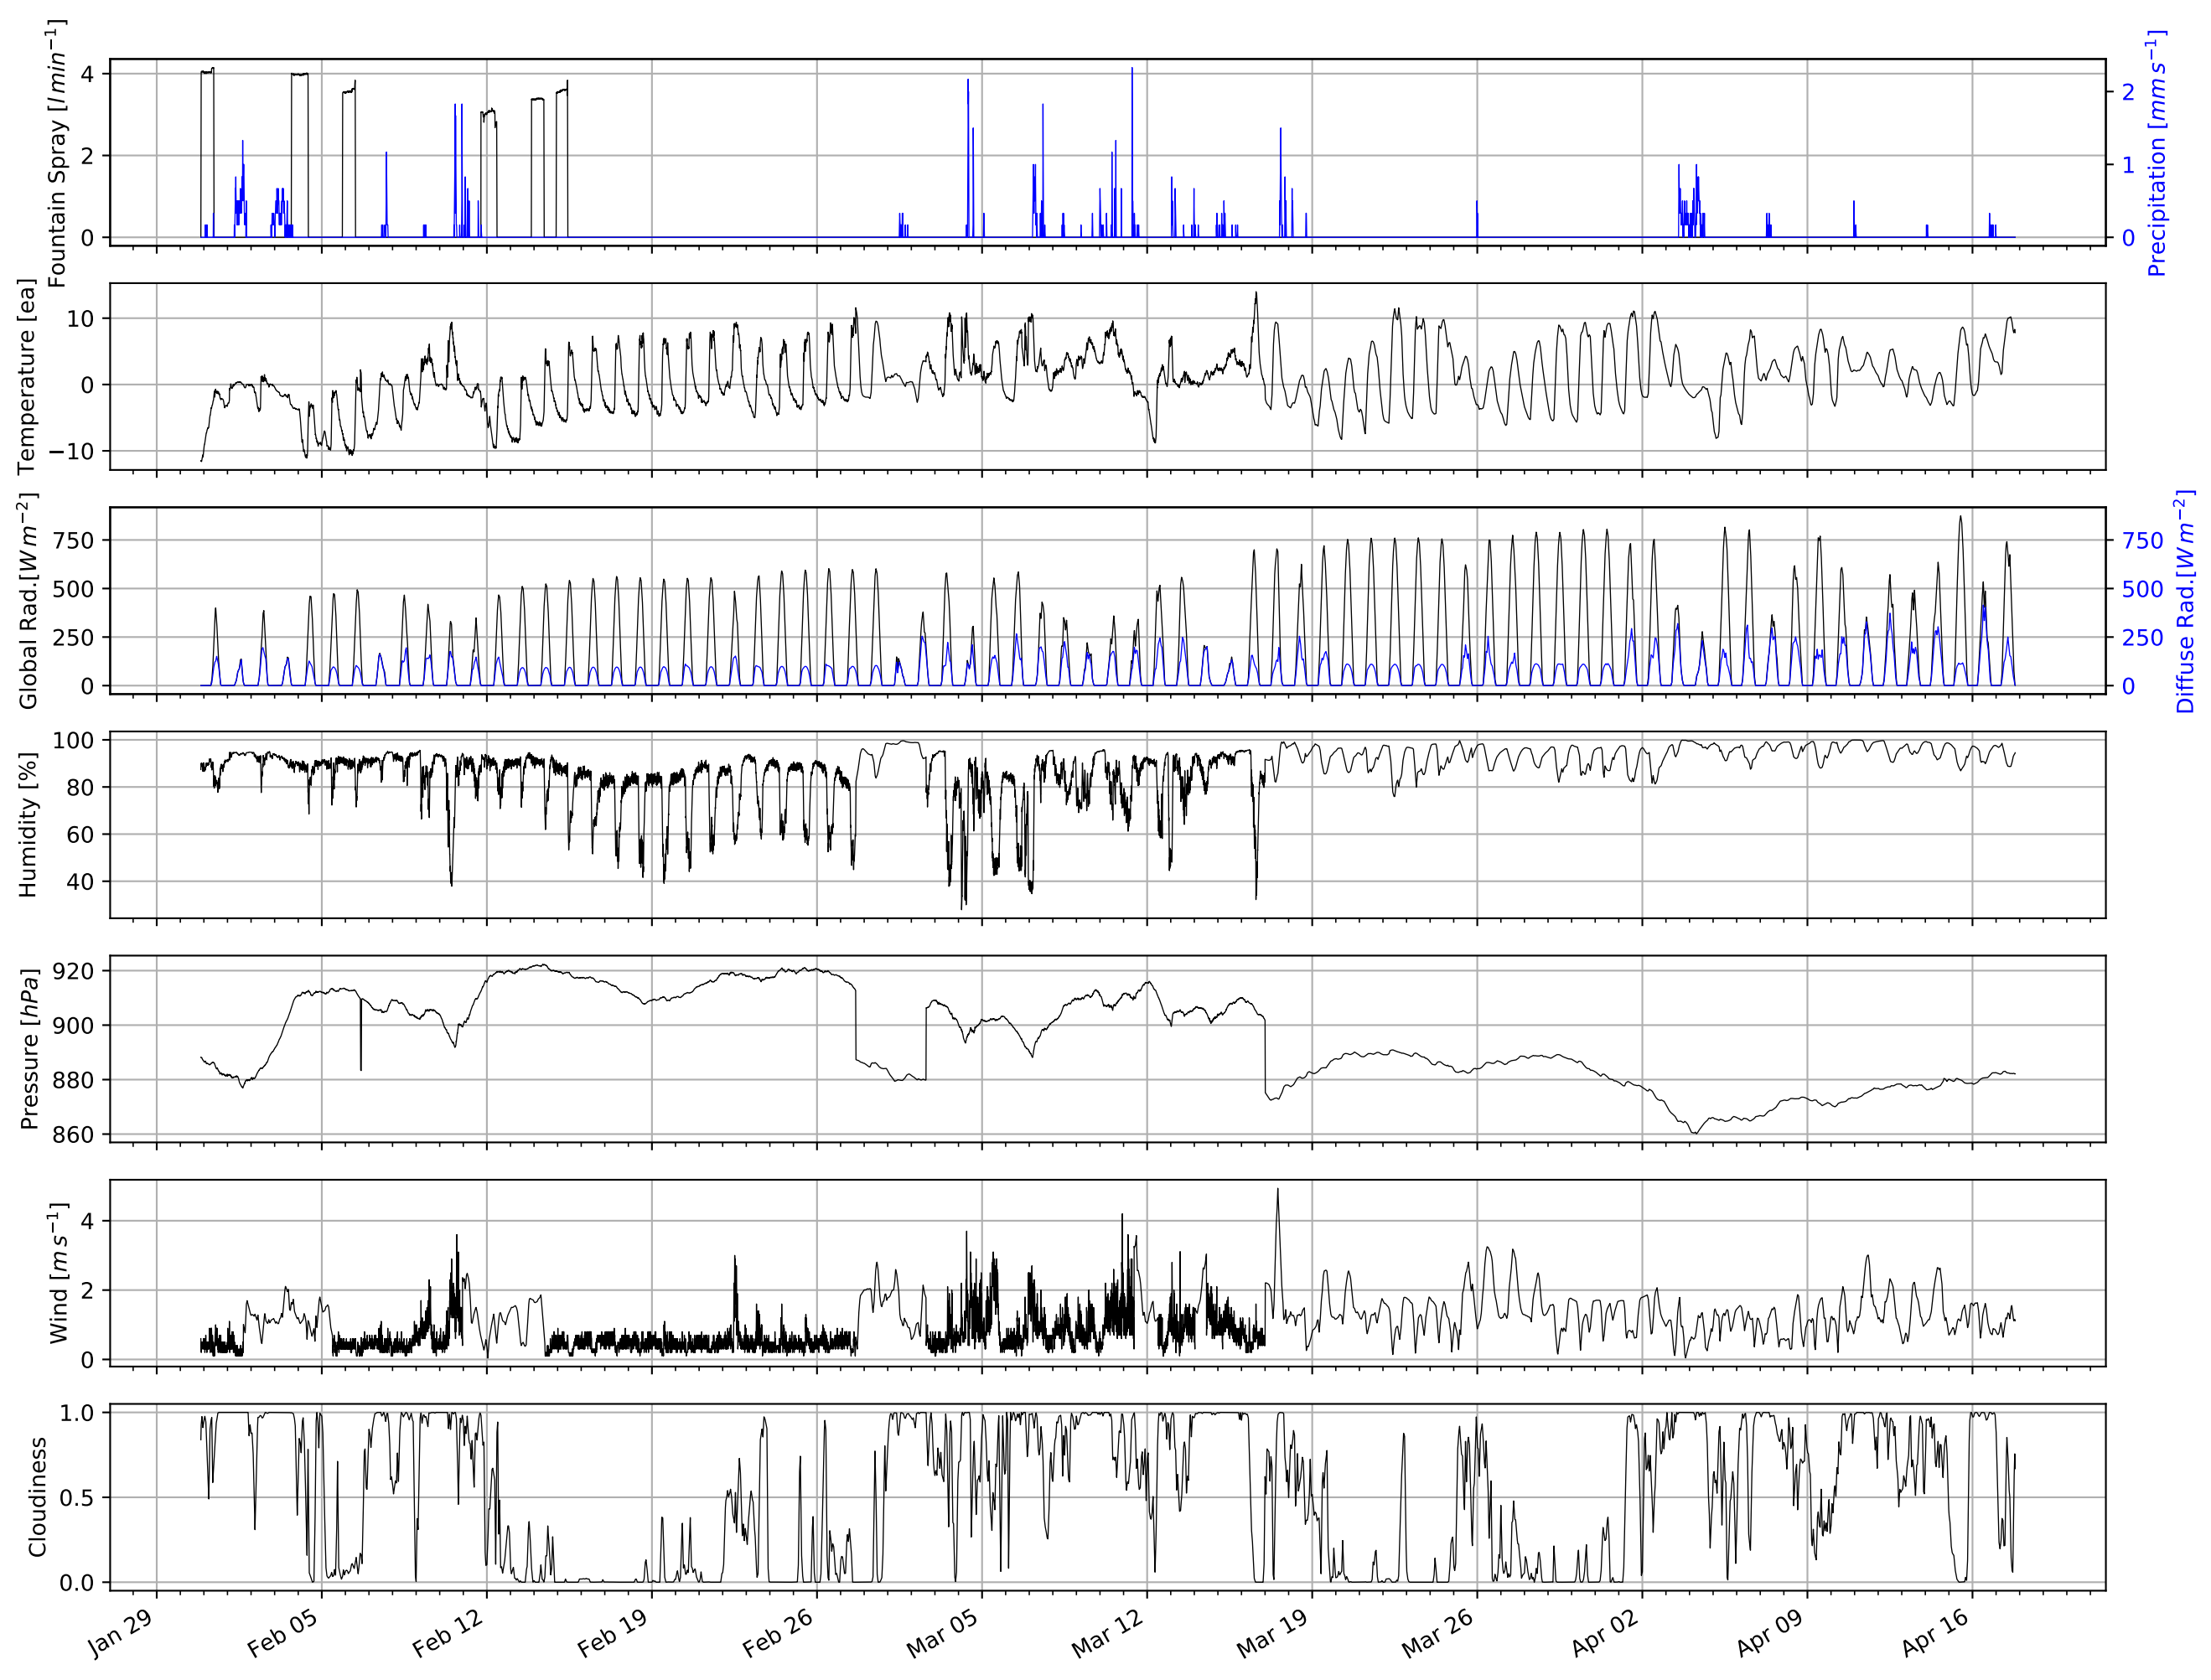 Fountain Spray [l min⁻¹]
4
2
0
Precipitation [mm s⁻¹]
2
1
0
Temperature [ea]
10
0
−10
Global Rad.[Wm⁻²]
750
500
250
0
Diffuse Rad.[Wm⁻²]
750
500
250
0
Humidity [%]
100
80
60
40
Pressure [hPa]
920
900
880
860
Wind [m s⁻¹]
4
2
0
Cloudiness
1.0
0.5
0.0
Jan 29
Feb 05
Feb 12
Feb 19
Feb 26
Mar 05
Mar 12
Mar 19
Mar 26
Apr 02
Apr 09
Apr 16